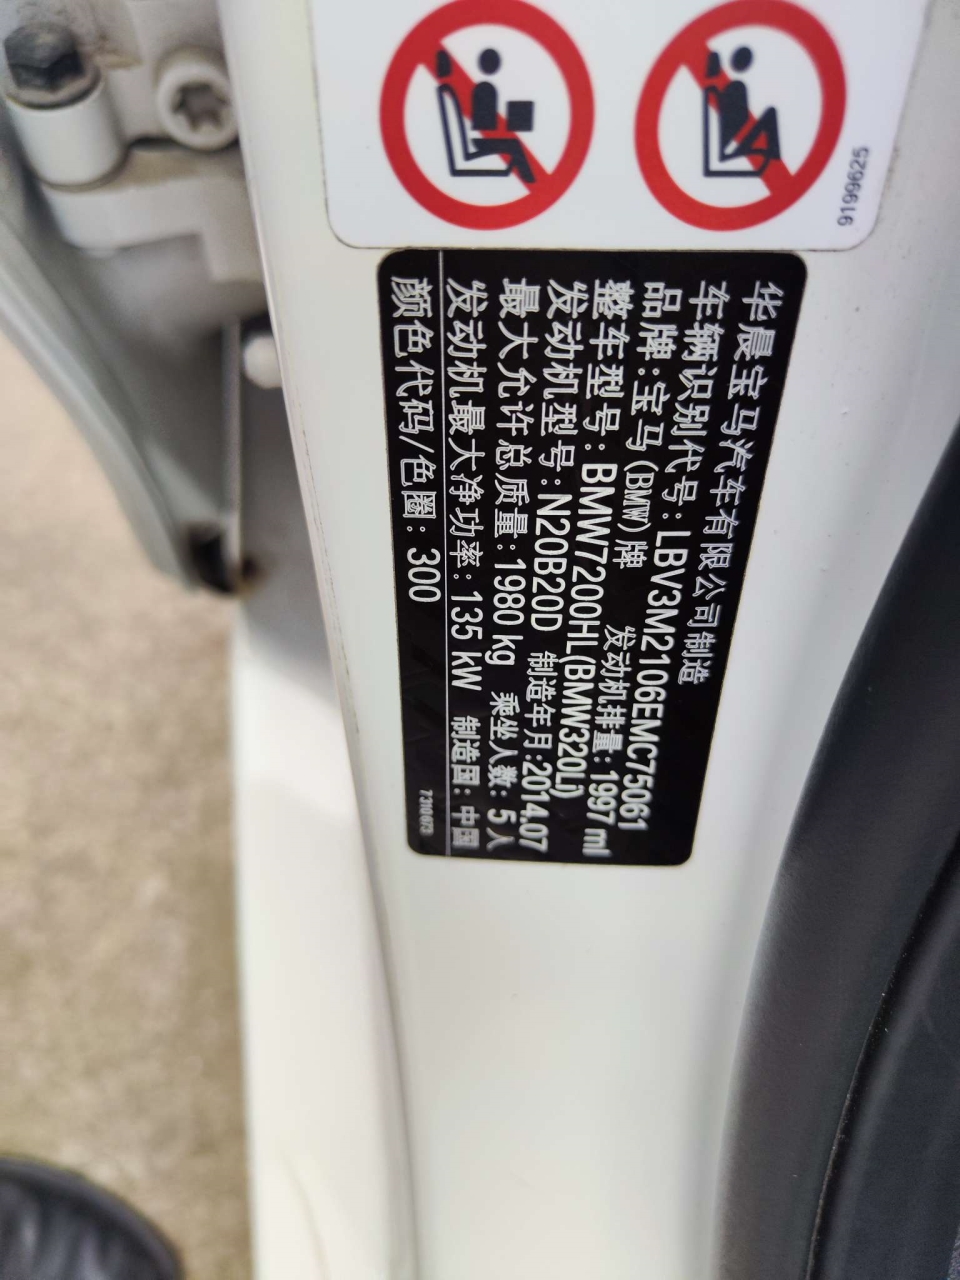 9199625
华晨宝马汽车有限公司制造
车辆识别代号:LBV3M2106EMC75061
品牌:宝马(BMW)牌 发动机排量:1997 ml
整车型号:BMW7200HL(BMW320Li)
发动机型号:N20B20D 制造年月:2014.07
最大允许总质量:1980 kg 乘坐人数:5人
发动机最大净功率:135 kW 制造国:中国
颜色代码/色圈:300